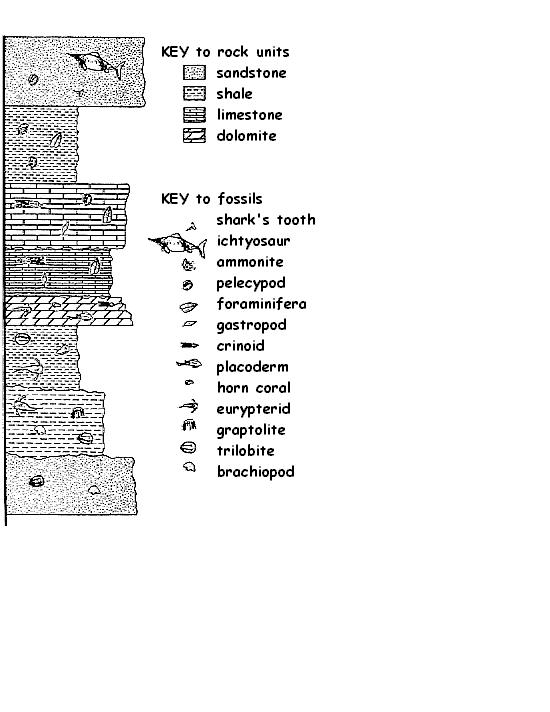 KEY to rock units
sandstone
shale
limestone
dolomite
KEY to fossils
shark's tooth
ichtyosaur
ammonite
pelecypod
foraminifera
gastropod
crinoid
placoderm
horn coral
eurypterid
graptolite
trilobite
brachiopod